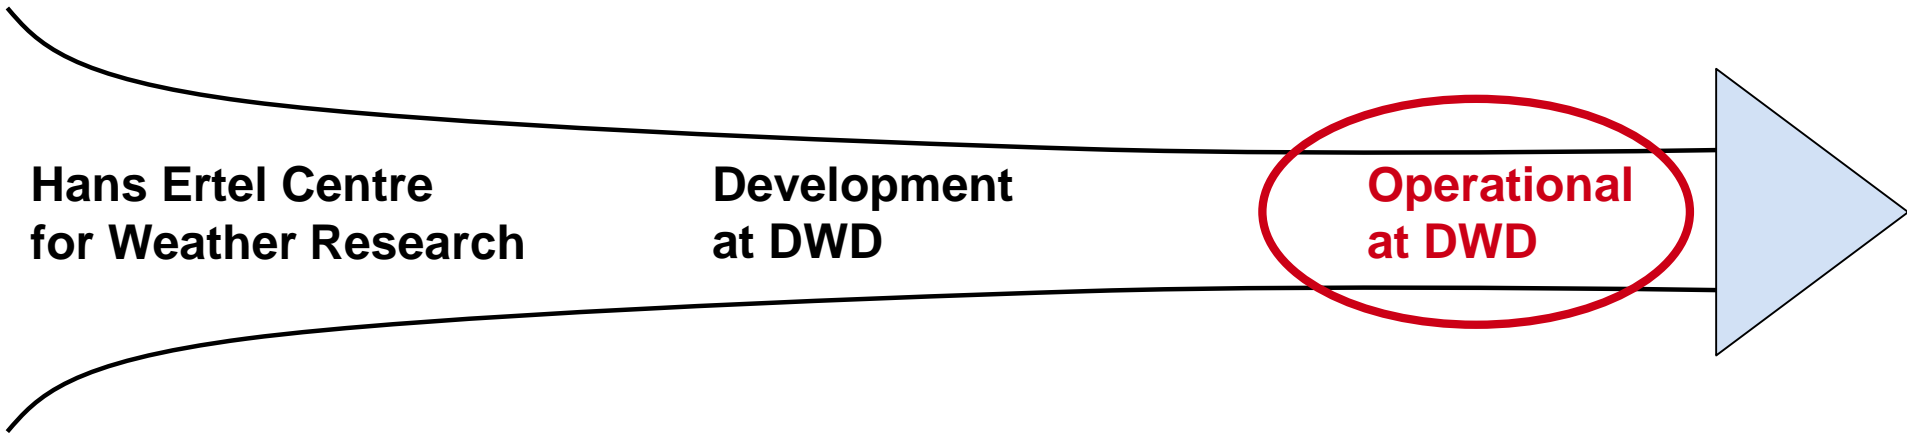 Hans Ertel Centre
for Weather Research
Development
at DWD
Operational
at DWD